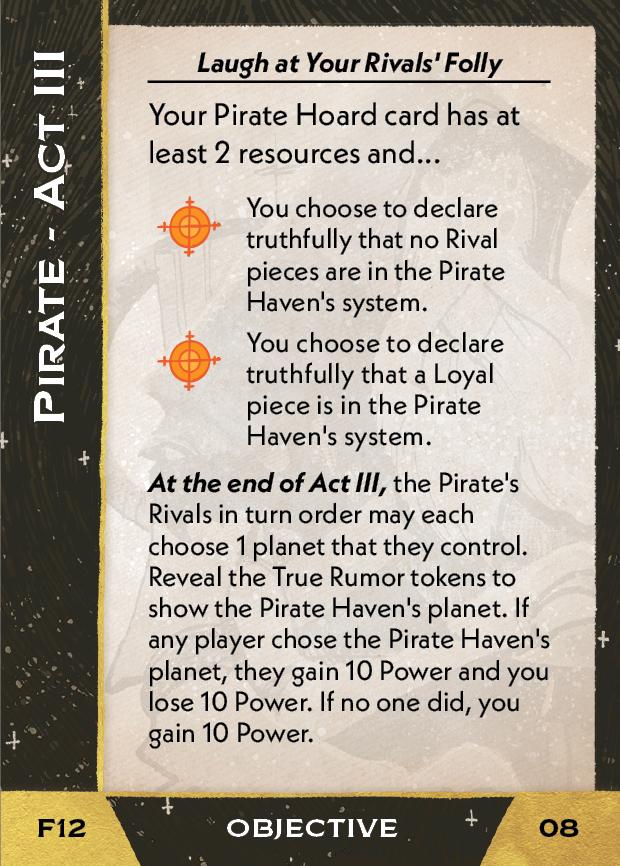 PIRATE - ACT III
Laugh at Your Rivals' Folly
Your Pirate Hoard card has at
least 2 resources and...
You choose to declare
truthfully that no Rival
pieces are in the Pirate
Haven's system.
You choose to declare
truthfully that a Loyal
piece is in the Pirate
Haven's system.
At the end of Act III, the Pirate's
Rivals in turn order may each
choose 1 planet that they control.
Reveal the True Rumor tokens to
show the Pirate Haven's planet. If
any player chose the Pirate Haven's
planet, they gain 10 Power and you
lose 10 Power. If no one did, you
gain 10 Power.
F12
OBJECTIVE
08